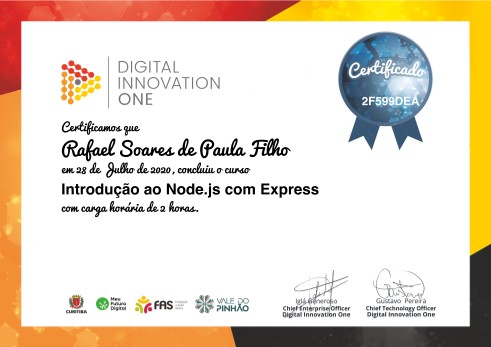 DIGITAL
INNOVATION
ONE
Certificado
2F599DEA
Certificamos que
Rafael Soares de Paula Filho
em 28 de Julho de 2020, concluiu o curso
Introdução ao Node.js com Express
com carga horária de 2 horas.
CURITIBA
Meu
Futuro
Digital
FAS
VALE DO
PINHÃO
Iglá Generoso
Chief Enterprise Officer
Digital Innovation One
Gustavo Pereira
Chief Technology Officer
Digital Innovation One